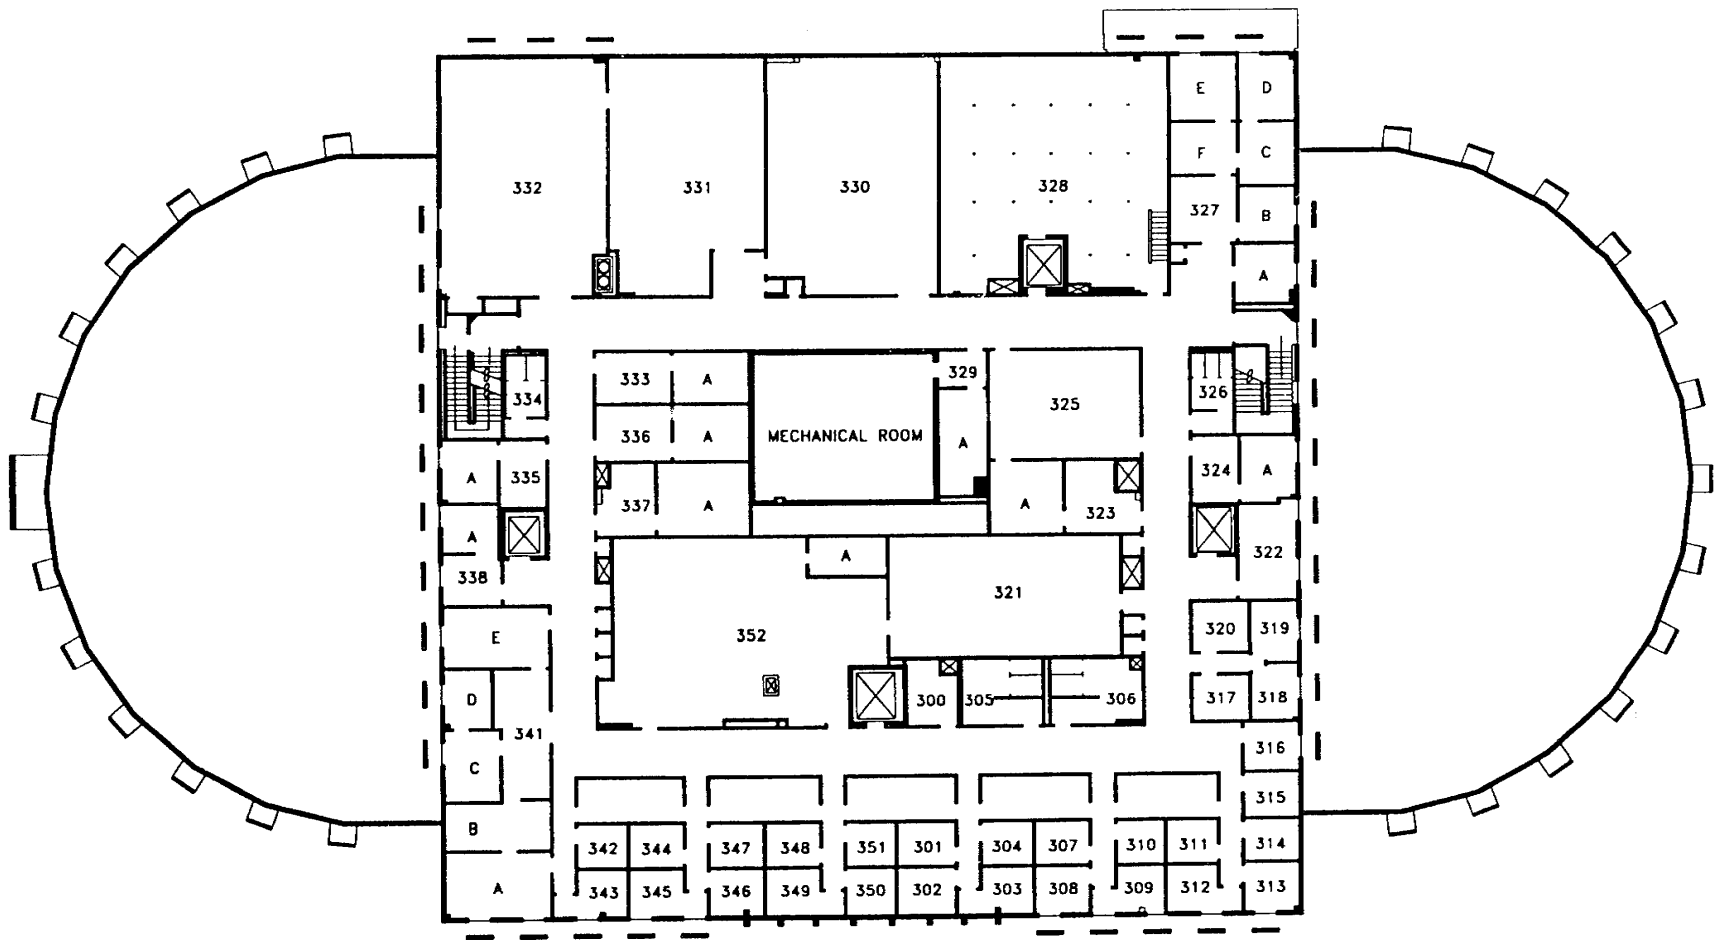 E D
F C
332 331 330 328
327 B
A
333 A 329 326
334 325
336 A MECHANICAL ROOM A
A 335 324 A
337 A A 323
A A 322
338 321
E 352 320 319
D 300 305 306 317 318
341
C 316
315
B 342 344 347 348 351 301 304 307 310 311 314
A 343 345 346 349 350 302 303 308 309 312 313